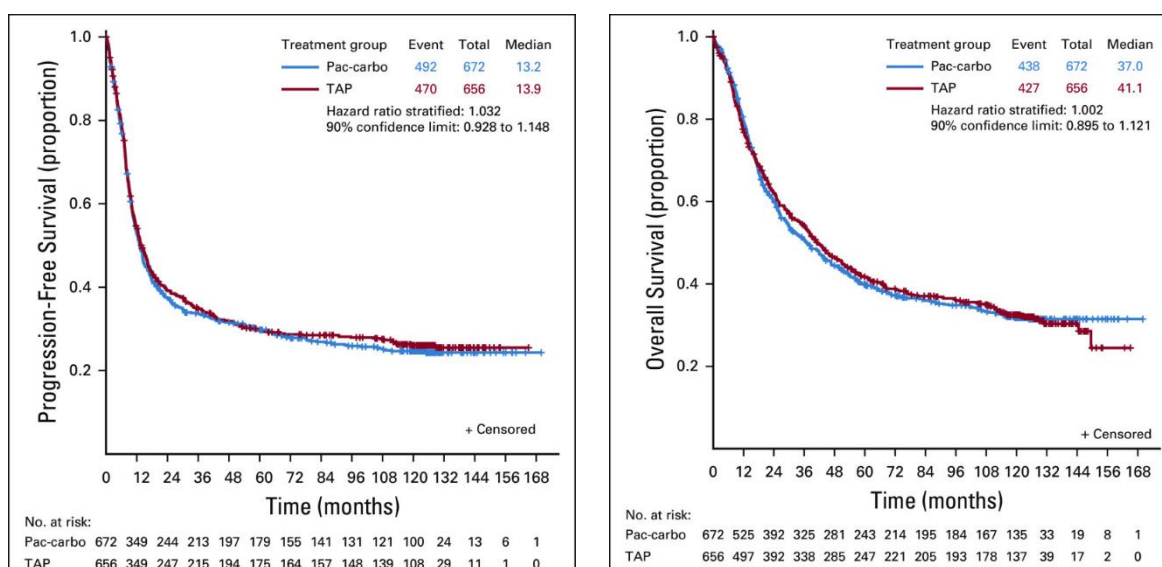 Progression-Free Survival (proportion)
1.0
0.8
0.6
0.4
0.2
Treatment group Event Total Median
Pac-carbo 492 672 13.2
TAP 470 656 13.9
Hazard ratio stratified: 1.032
90% confidence limit: 0.928 to 1.148
+ Censored
0 12 24 36 48 60 72 84 96 108 120 132 144 156 168
Time (months)
No. at risk:
Pac-carbo 672 349 244 213 197 179 155 141 131 121 100 24 13 6 1
TAP 656 349 247 215 194 175 164 157 148 139 108 29 11 1 0
Overall Survival (proportion)
1.0
0.8
0.6
0.4
0.2
Treatment group Event Total Median
Pac-carbo 438 672 37.0
TAP 427 656 41.1
Hazard ratio stratified: 1.002
90% confidence limit: 0.895 to 1.121
+ Censored
0 12 24 36 48 60 72 84 96 108 120 132 144 156 168
Time (months)
No. at risk:
Pac-carbo 672 525 392 325 281 243 214 195 184 167 135 33 19 8 1
TAP 656 497 392 338 285 247 221 205 193 178 137 39 17 2 0